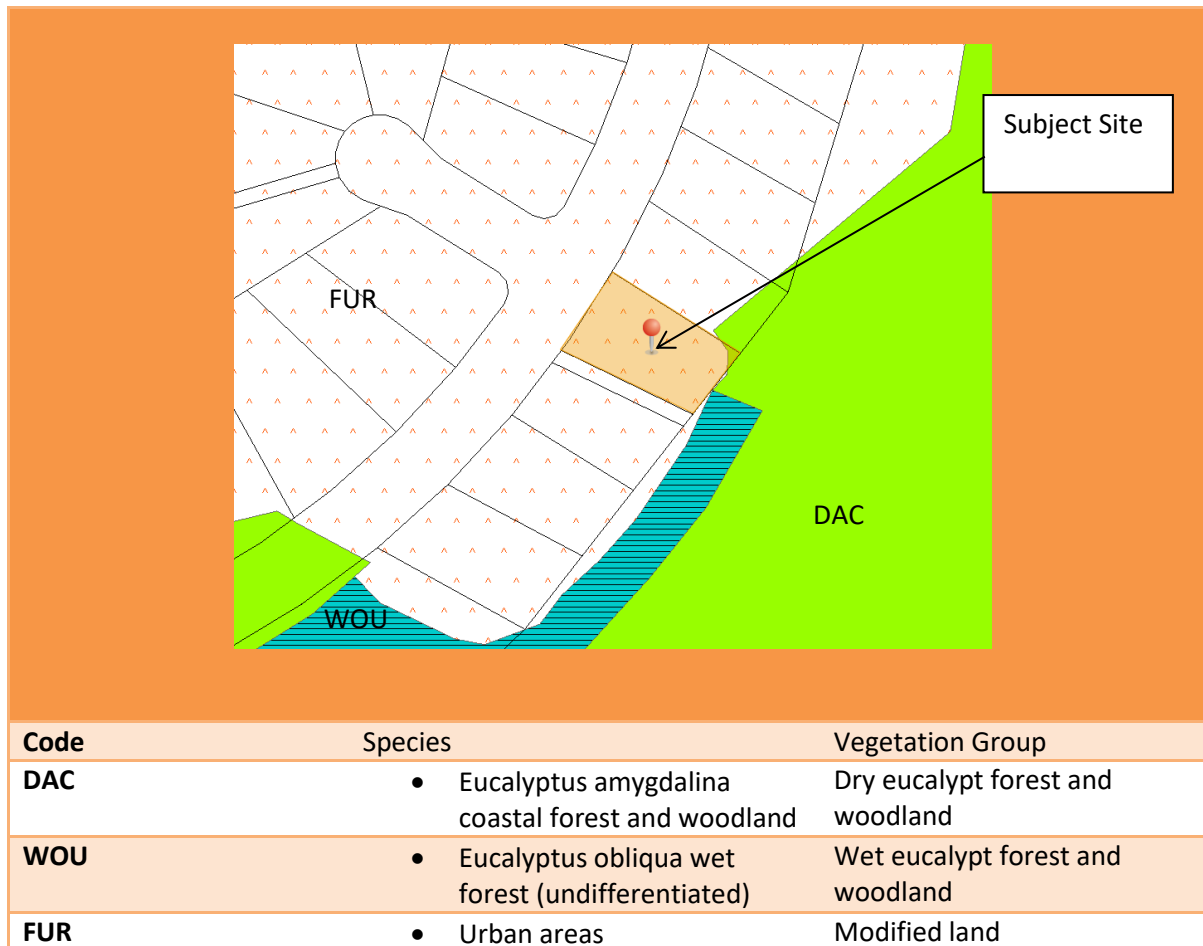 Subject Site
FUR
DAC
WOU
Code Species Vegetation Group
DAC • Eucalyptus amygdalina Dry eucalypt forest and
coastal forest and woodland woodland
WOU • Eucalyptus obliqua wet Wet eucalypt forest and
forest (undifferentiated) woodland
FUR • Urban areas Modified land